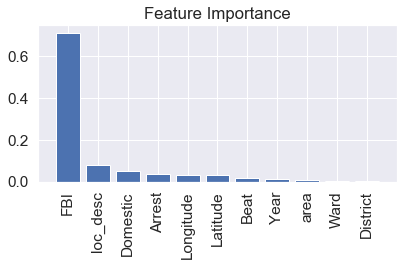 Feature Importance
0.6
0.4
0.2
0.0
FBI
loc_desc
Domestic
Arrest
Longitude
Latitude
Beat
Year
area
Ward
District